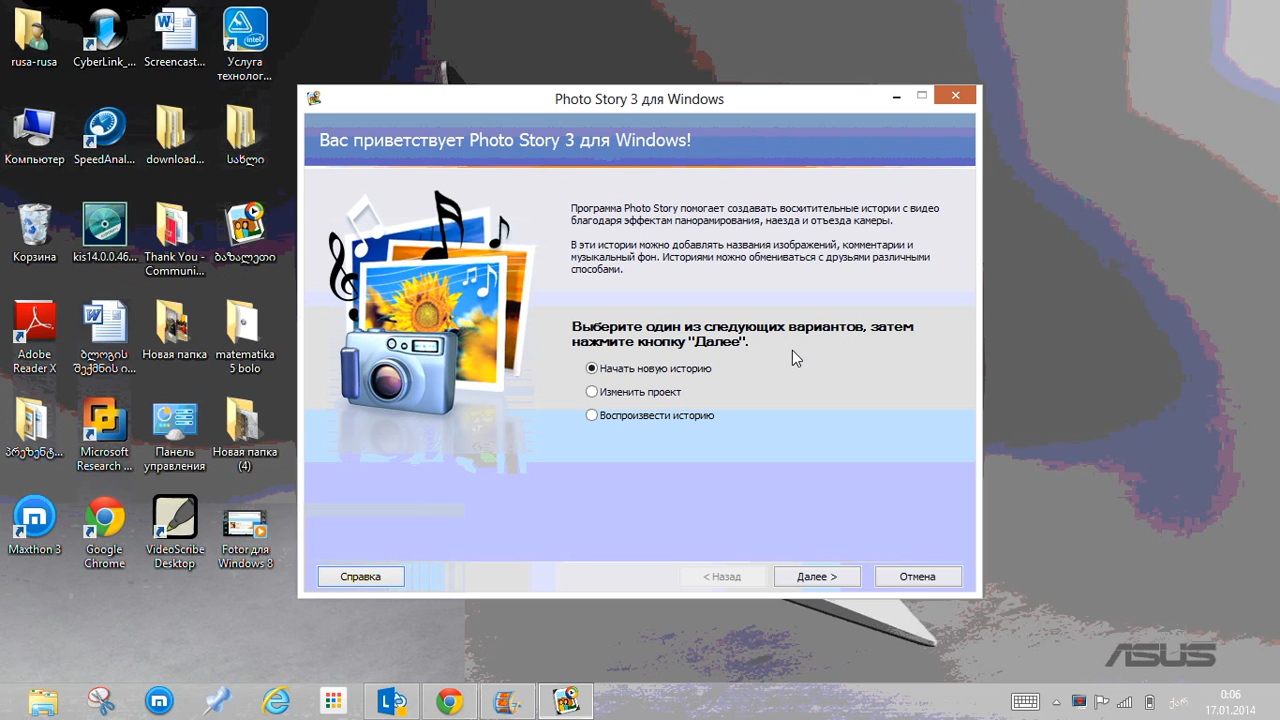 rusa-rusa
CyberLink_...
Screencast...
Услуга
технолог...
Компьютер
SpeedAnal...
download...
სახლი
Корзина
kis14.0.0.46...
Thank You -
Communi...
ბაზალეთი
Adobe
Reader X
ბლოგის
შექმნის ი...
Новая папка
matematika
5 bolo
პრეზენტ...
Microsoft
Research ...
Панель
управления
Новая папка
(4)
Maxthon 3
Google
Chrome
VideoScribe
Desktop
Fotor для
Windows 8
Photo Story 3 для Windows
Вас приветствует Photo Story 3 для Windows!
Программа Photo Story помогает создавать восхитительные истории с видео
благодаря эффектам панорамирования, наезда и отъезда камеры.
В эти истории можно добавлять названия изображений, комментарии и
музыкальный фон. Историями можно обмениваться с друзьями различными
способами.
Выберите один из следующих вариантов, затем
нажмите кнопку "Далее".
Начать новую историю
Изменить проект
Воспроизвести историю
Справка
< Назад
Далее >
Отмена
ASUS
0:06
17.01.2014